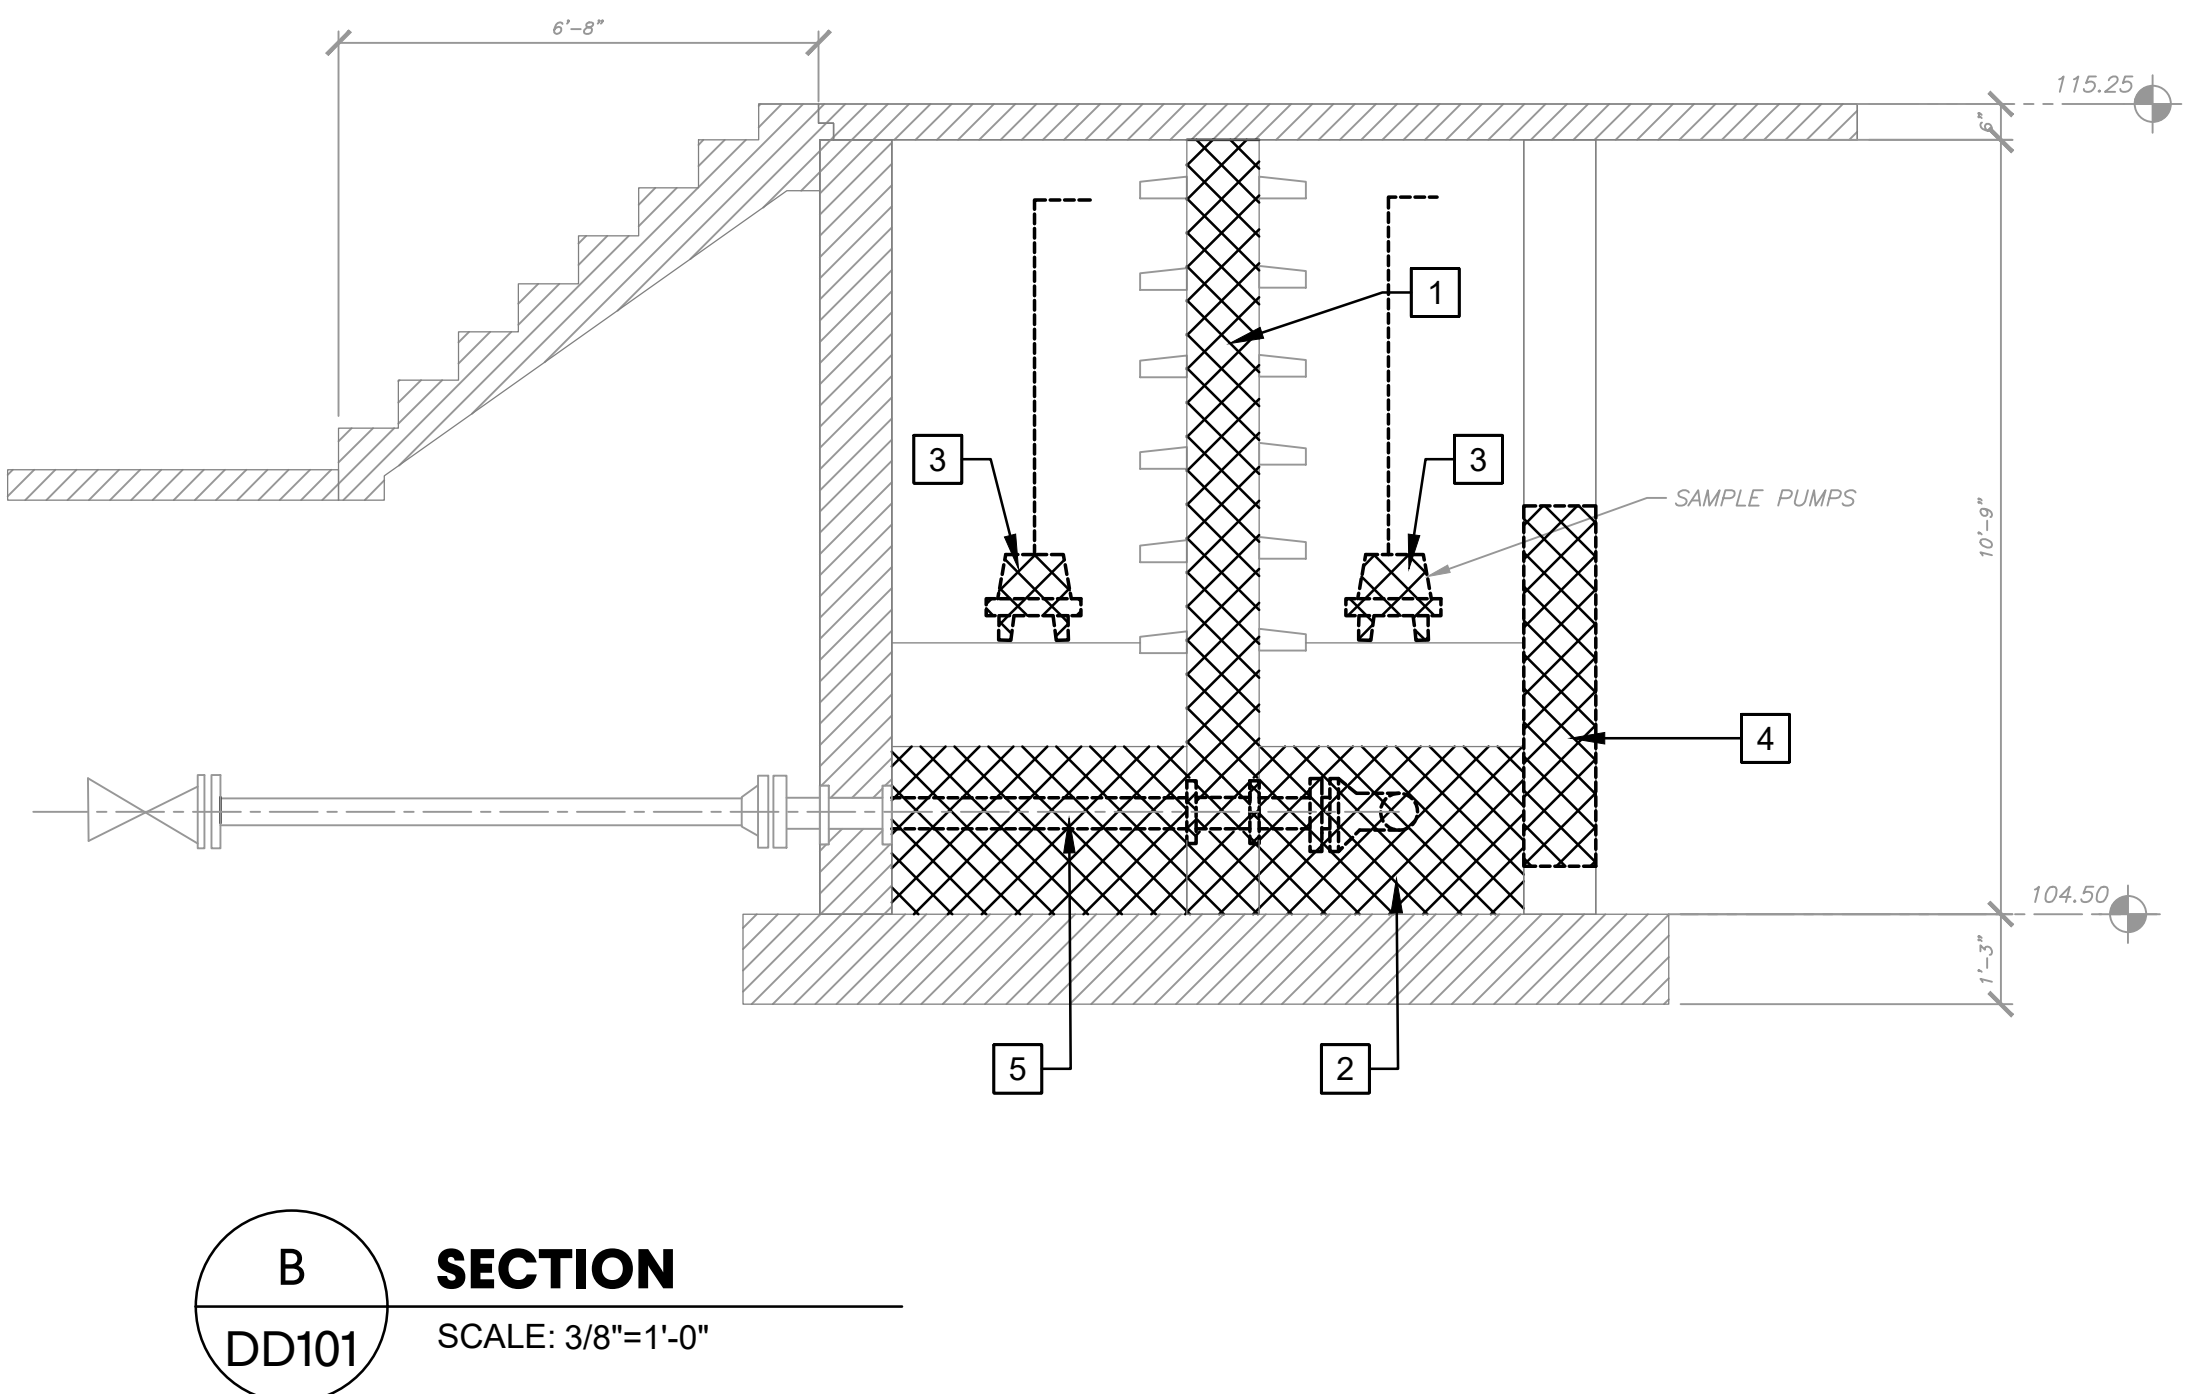 6'-8"
115.25
6"
1
3
3
SAMPLE PUMPS
10'-9"
4
104.50
1'-3"
5
2
B
SECTION
DD101
SCALE: 3/8"=1'-0"